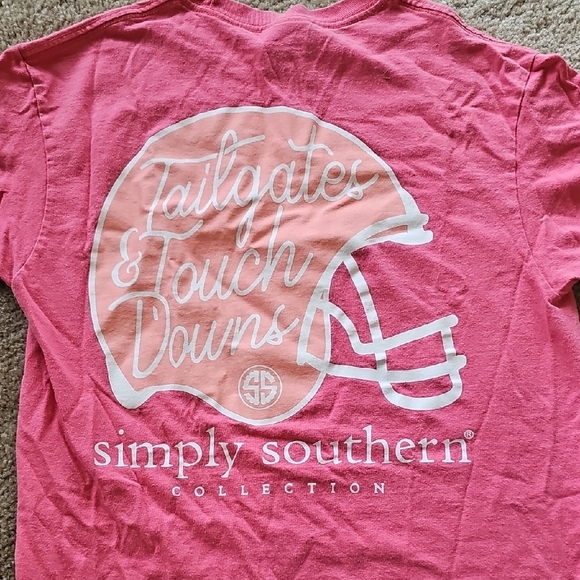 Tailgates
& Touch
Downs
SS
simply southern®
COLLECTION